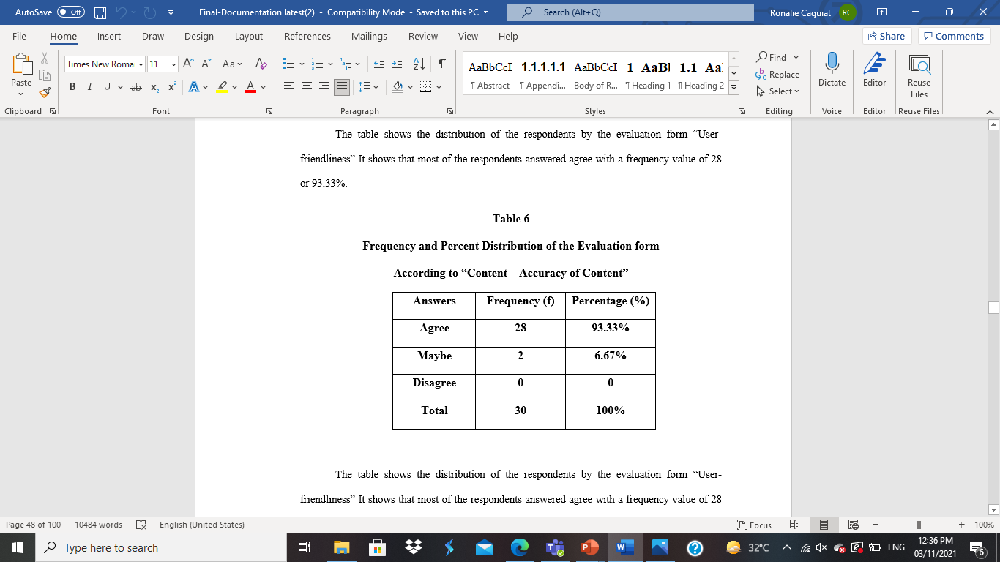 AutoSave Off Final-Documentation latest(2) - Compatibility Mode - Saved to this PC Search (Alt+Q) Ronalie Caguiat RC
File Home Insert Draw Design Layout References Mailings Review View Help Share Comments
Paste
Clipboard
Times New Roma 11
Font
Paragraph
AaBbCcI 1.1.1.1.1 AaBbCcI 1 AaBl 1.1 Aa
¶ Abstract ¶ Appendi... Body of R... ¶ Heading 1 ¶ Heading 2
Styles
Find
Replace
Select
Editing
Dictate
Voice
Editor
Editor
Reuse
Files
Reuse Files
The table shows the distribution of the respondents by the evaluation form “User-
friendliness” It shows that most of the respondents answered agree with a frequency value of 28
or 93.33%.
Table 6
Frequency and Percent Distribution of the Evaluation form
According to “Content – Accuracy of Content”
Answers Frequency (f) Percentage (%)
Agree 28 93.33%
Maybe 2 6.67%
Disagree 0 0
Total 30 100%
The table shows the distribution of the respondents by the evaluation form “User-
friendliness” It shows that most of the respondents answered agree with a frequency value of 28
Page 48 of 100 10484 words English (United States) Focus 100%
Type here to search
32°C ENG
12:36 PM
03/11/2021
6